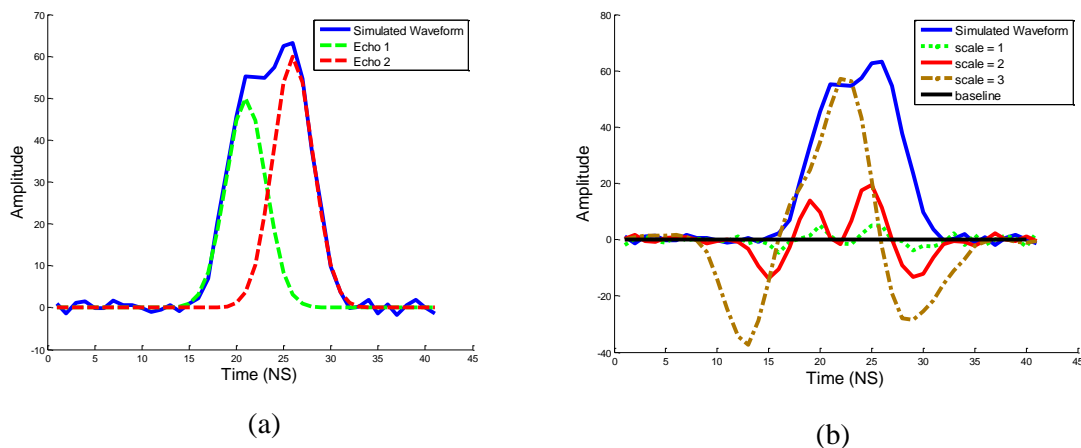 70
60
50
40
30
20
10
0
-10
0 5 10 15 20 25 30 35 40 45
Amplitude
Time (NS)
Simulated Waveform
Echo 1
Echo 2
(a)
80
60
40
20
0
-20
-40
0 5 10 15 20 25 30 35 40 45
Amplitude
Time (NS)
Simulated Waveform
scale = 1
scale = 2
scale = 3
baseline
(b)